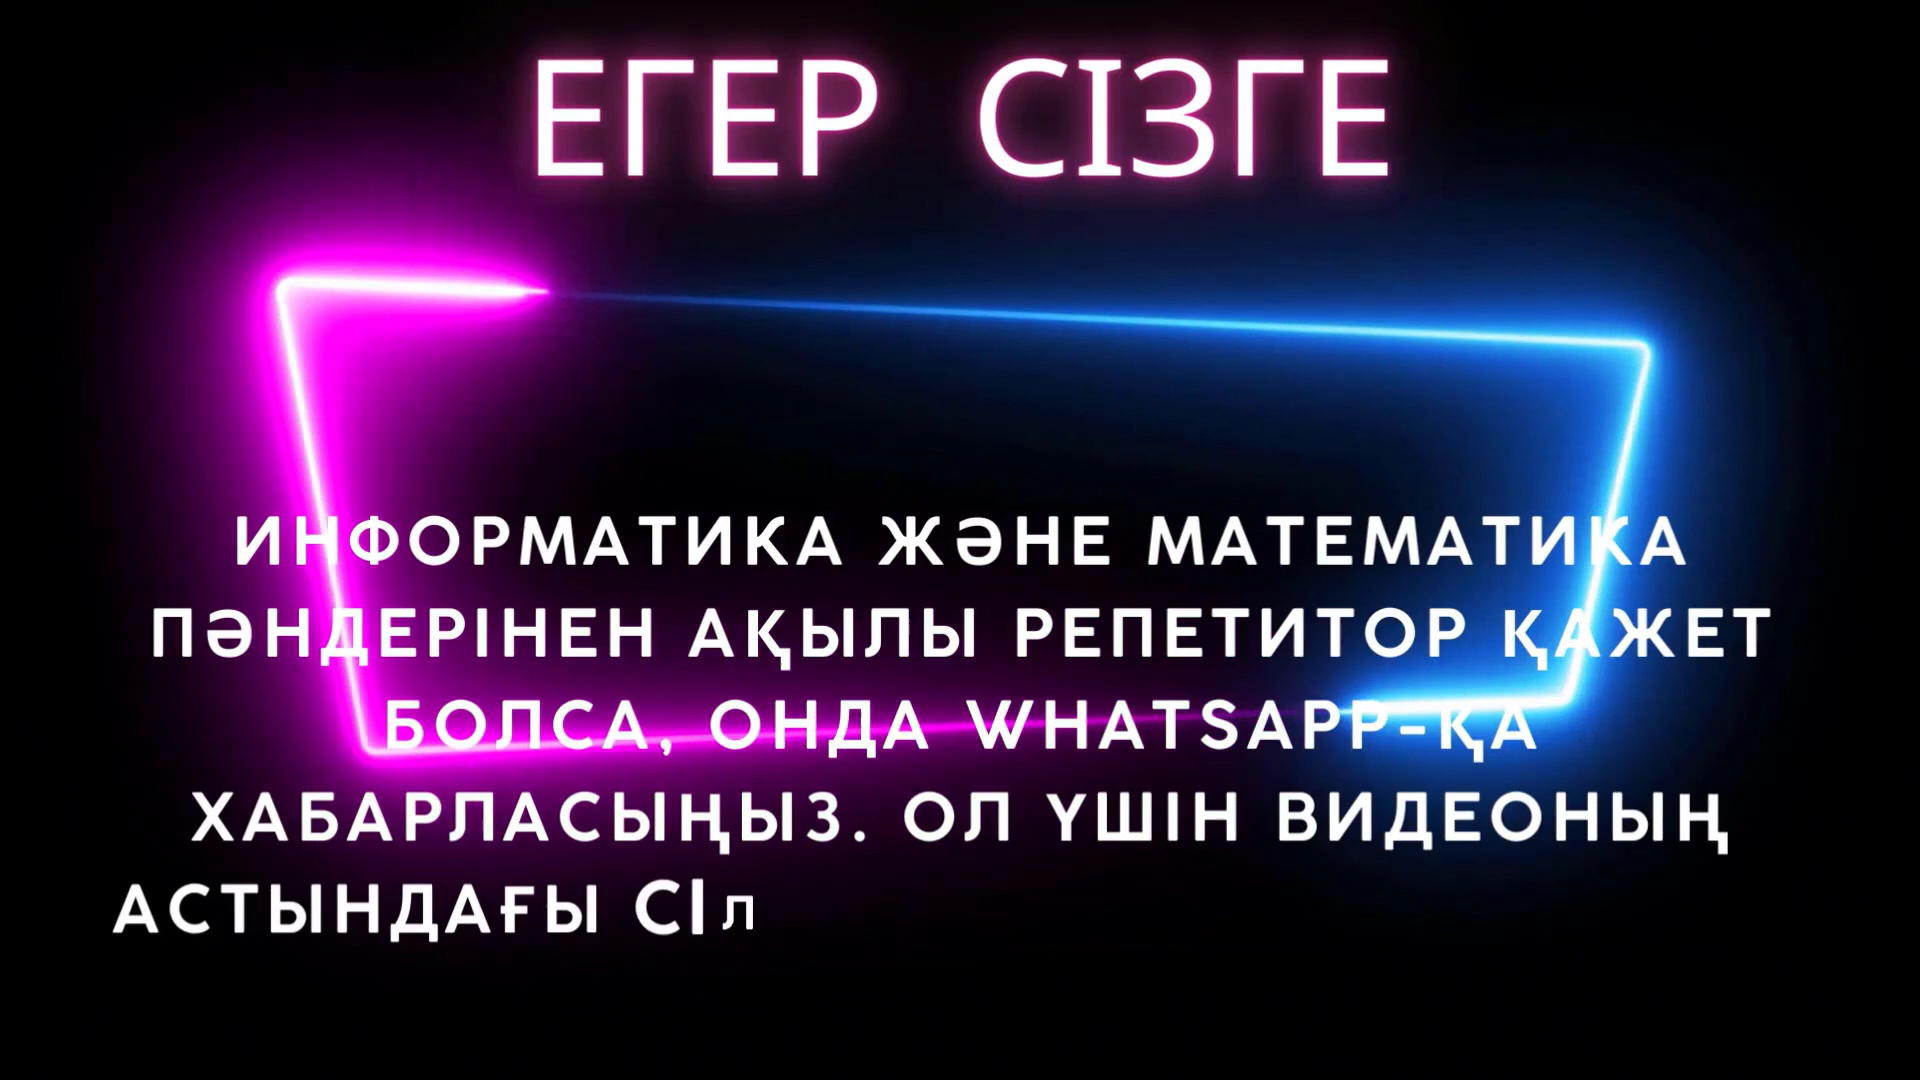 ЕГЕР СІЗГЕ
ИНФОРМАТИКА ЖӘНЕ МАТЕМАТИКА
ПӘНДЕРІНЕН АҚЫЛЫ РЕПЕТИТОР ҚАЖЕТ
БОЛСА, ОНДА WHATSAPP-ҚА
ХАБАРЛАСЫҢЫЗ. ОЛ ҮШІН ВИДЕОНЫҢ
АСТЫНДАҒЫ СІЛ